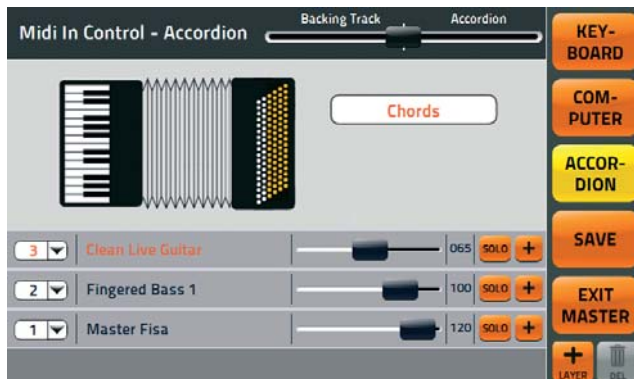 Midi In Control - Accordion
Backing Track
Accordion
Chords
3
Clean Live Guitar
065
SOLO
+
2
Fingered Bass 1
100
SOLO
+
1
Master Fisa
120
SOLO
+
KEY-
BOARD
COM-
PUTER
ACCOR-
DION
SAVE
EXIT
MASTER
+
LAYER
DEL